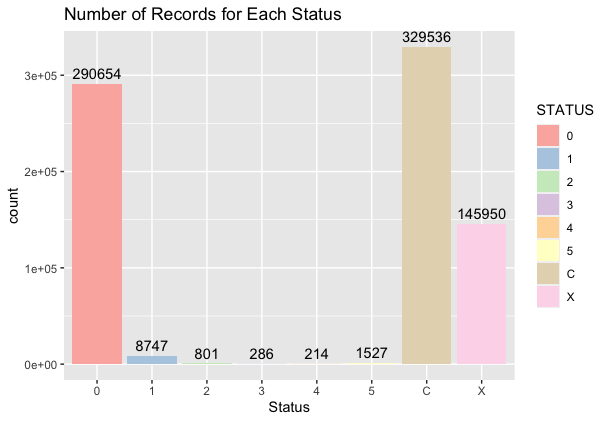 Number of Records for Each Status
329536
290654
145950
8747
801
286
214
1527
3e+05
2e+05
1e+05
0e+00
count
0 1 2 3 4 5 C X
Status
STATUS
0
1
2
3
4
5
C
X